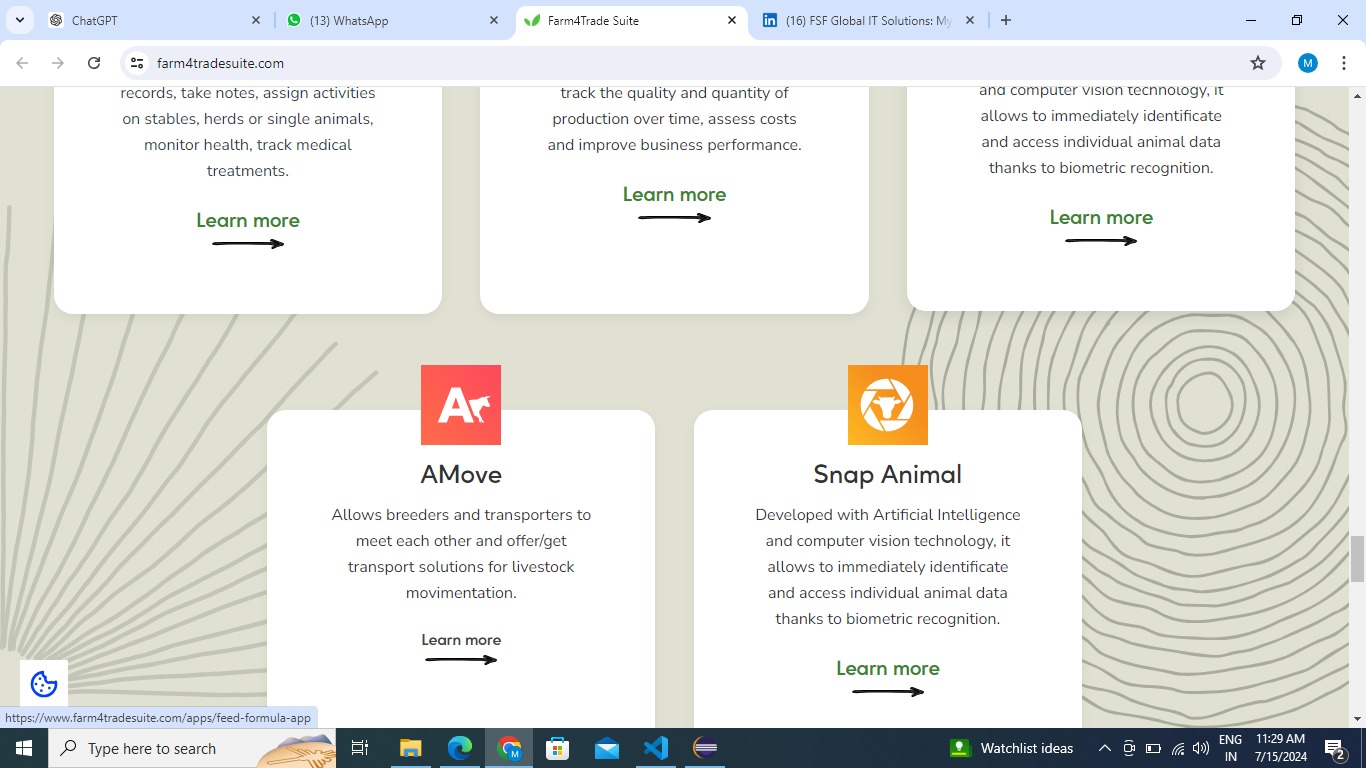 ChatGPT
(13) WhatsApp
Farm4Trade Suite
(16) FSF Global IT Solutions: My
farm4tradesuite.com
M
records, take notes, assign activities
on stables, herds or single animals,
monitor health, track medical
treatments.
Learn more
track the quality and quantity of
production over time, assess costs
and improve business performance.
Learn more
and computer vision technology, it
allows to immediately identificate
and access individual animal data
thanks to biometric recognition.
Learn more
A
AMove
Allows breeders and transporters to
meet each other and offer/get
transport solutions for livestock
movimentation.
Learn more
Snap Animal
Developed with Artificial Intelligence
and computer vision technology, it
allows to immediately identificate
and access individual animal data
thanks to biometric recognition.
Learn more
https://www.farm4tradesuite.com/apps/feed-formula-app
Type here to search
M
Watchlist ideas
ENG
IN
11:29 AM
7/15/2024
2